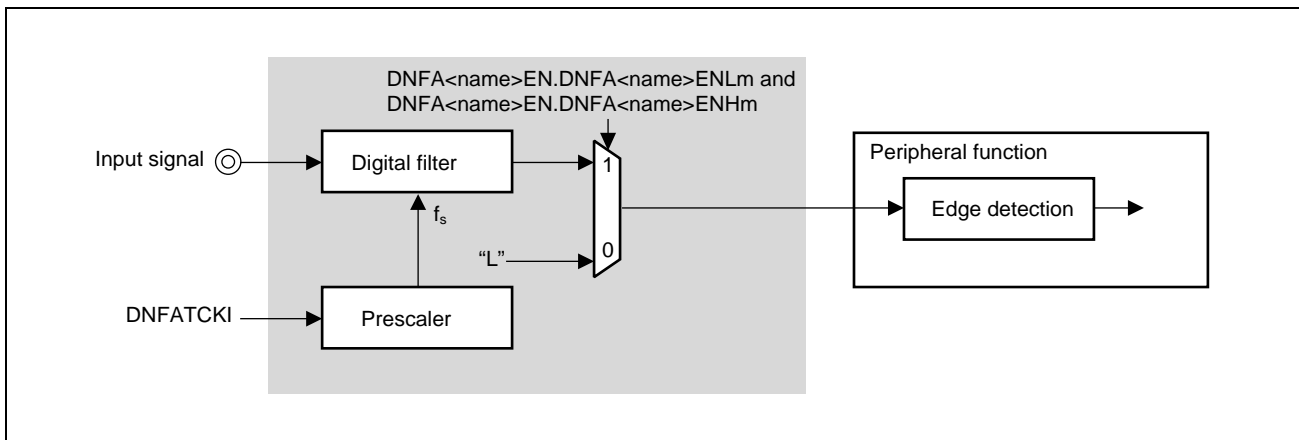 DNFA<name>EN.DNFA<name>ENLm and
DNFA<name>EN.DNFA<name>ENHm
Input signal
Digital filter
1
Peripheral function
Edge detection
fs
“L”
0
DNFATCKI
Prescaler